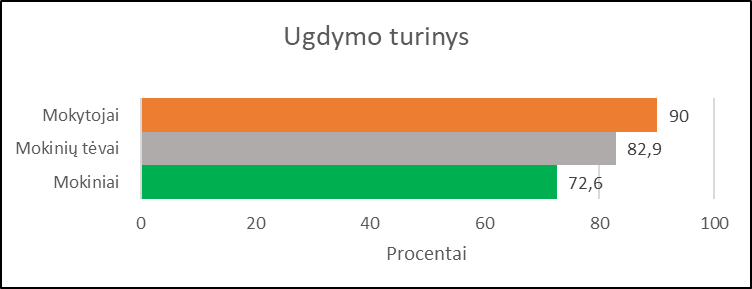 Ugdymo turinys
Mokytojai
90
Mokinių tėvai
82,9
Mokiniai
72,6
0 20 40 60 80 100
Procentai